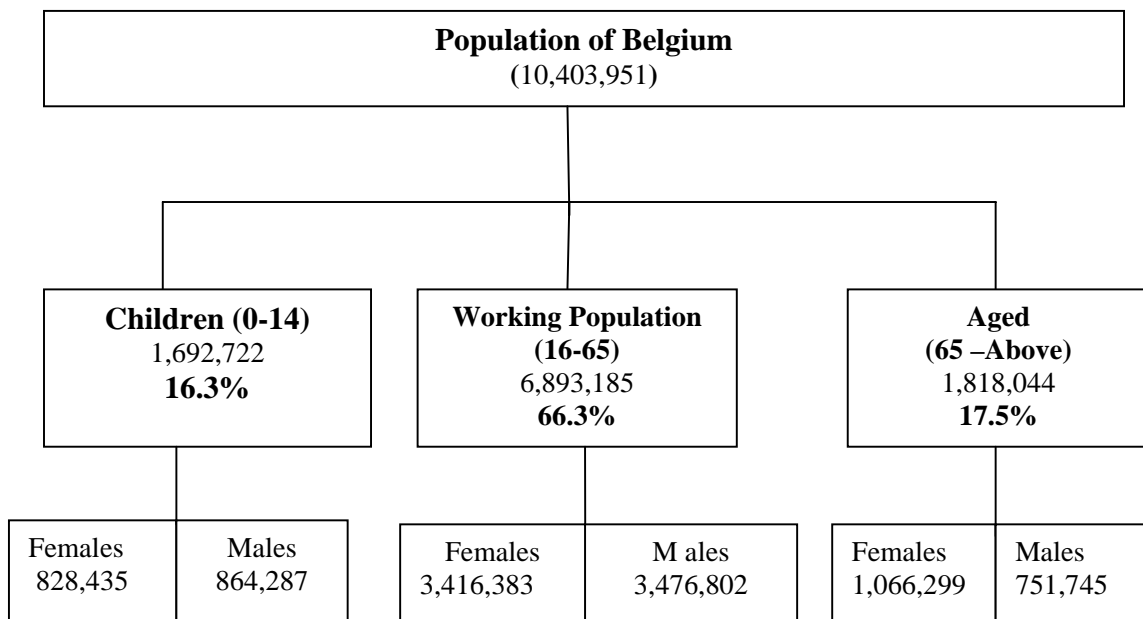 Population of Belgium
(10,403,951)
Children (0-14)
1,692,722
16.3%
Working Population
(16-65)
6,893,185
66.3%
Aged
(65 –Above)
1,818,044
17.5%
Females
828,435
Males
864,287
Females
3,416,383
M ales
3,476,802
Females
1,066,299
Males
751,745